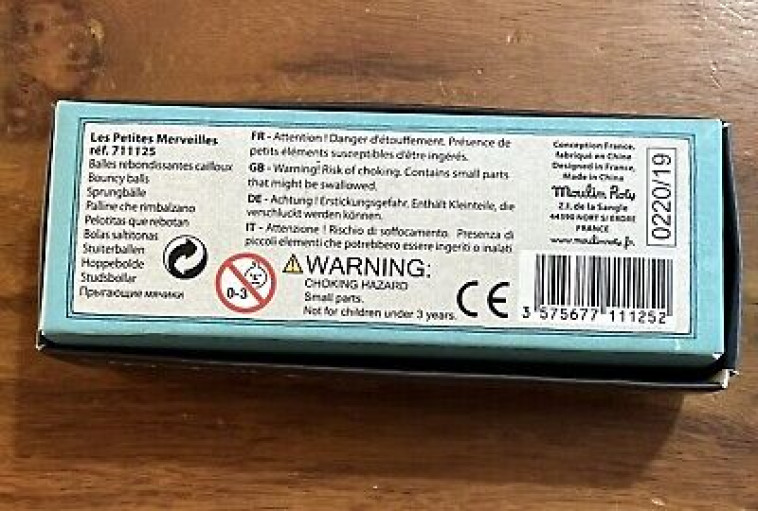 Les Petites Merveilles
réf. 711125
Balles rebondissantes cailloux
Bouncy balls
Sprungbälle
Palline che rimbalzano
Pelotitas que rebotan
Bolas saltitonas
Stuiterballen
Hoppebolde
Studsbollar
Прыгающие мячики
FR - Attention ! Danger d'étouffement. Présence de
petits éléments susceptibles d'être ingérés.
GB - Warning! Risk of choking. Contains small parts
that might be swallowed.
DE - Achtung ! Erstickungsgefahr. Enthält Kleinteile, die
verschluckt werden können.
IT - Attenzione ! Rischio di soffocamento. Presenza di
piccoli elementi che potrebbero essere ingeriti o inalati
0-3
WARNING:
CHOKING HAZARD
Small parts.
Not for children under 3 years.
CE
Conception France,
fabriqué en Chine
Designed in France,
Made in China
Moulin Roty
Z.I. de la Sangle
44390 NORT S/ERDRE
FRANCE
www.moulinroty.fr
0220/19
3 575677 111252